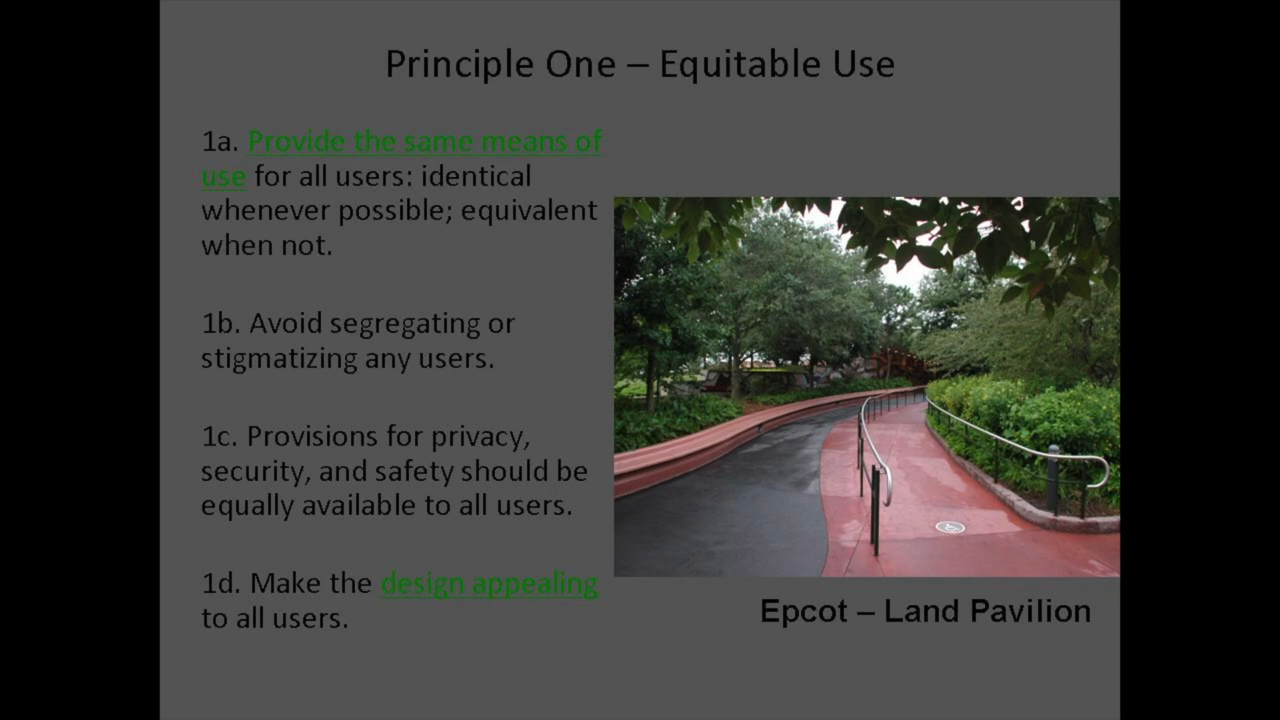 Principle One – Equitable Use
1a. Provide the same means of
use for all users: identical
whenever possible; equivalent
when not.
1b. Avoid segregating or
stigmatizing any users.
1c. Provisions for privacy,
security, and safety should be
equally available to all users.
1d. Make the design appealing
to all users.
Epcot – Land Pavilion